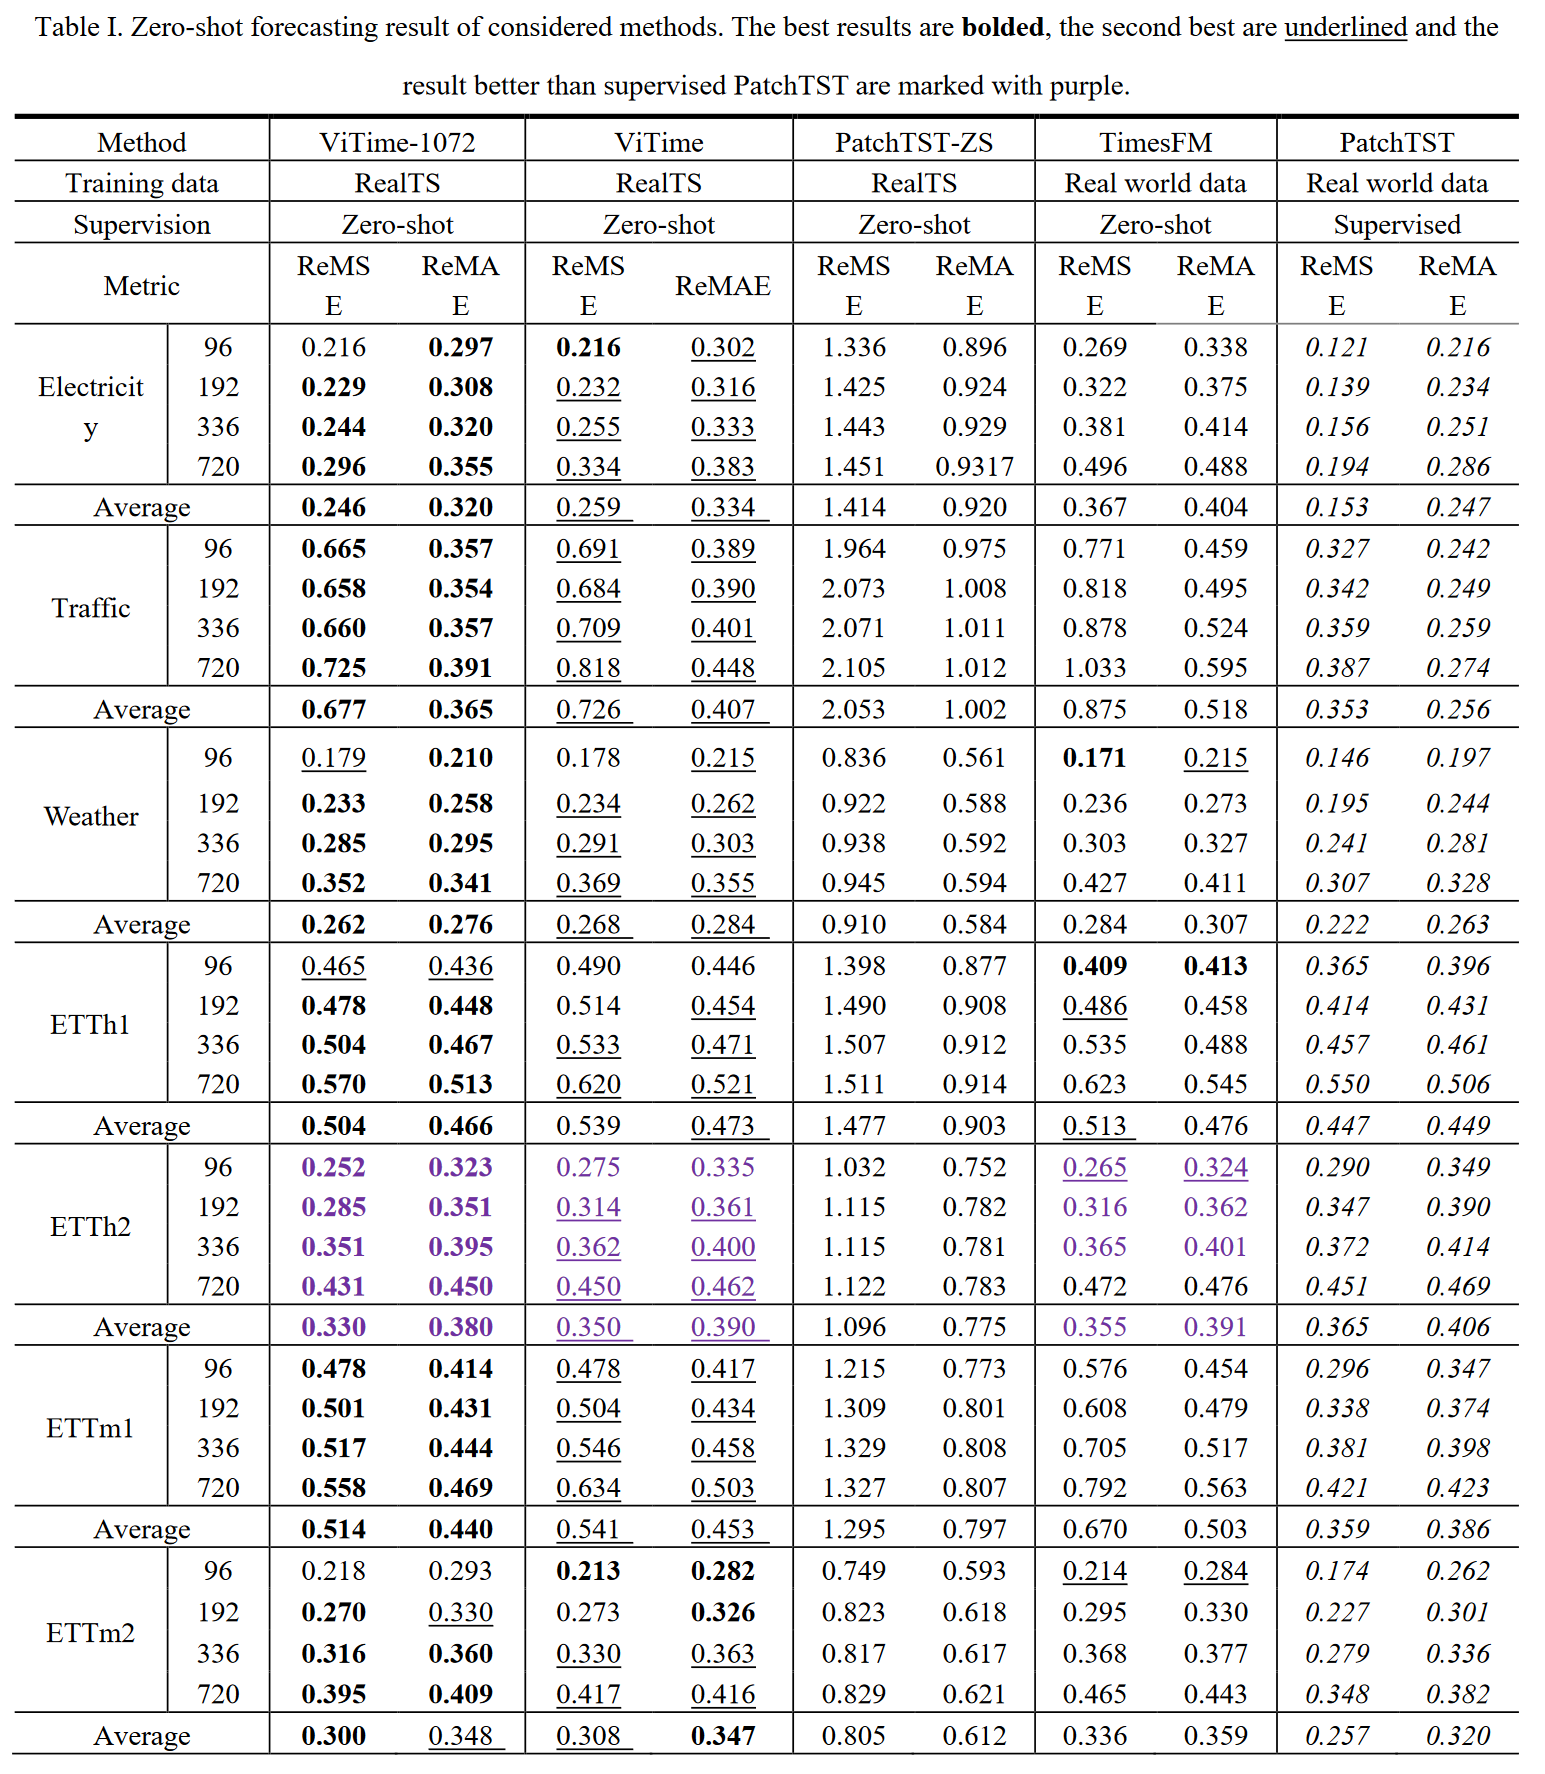 Table I. Zero-shot forecasting result of considered methods. The best results are bolded, the second best are underlined and the
result better than supervised PatchTST are marked with purple.
Method ViTime-1072 ViTime PatchTST-ZS TimesFM PatchTST
Training data RealTS RealTS RealTS Real world data Real world data
Supervision Zero-shot Zero-shot Zero-shot Zero-shot Supervised
Metric ReMS ReMA ReMS ReMAE ReMS ReMA ReMS ReMA ReMS ReMA
E E E E E E E E E
Electricit
y
96 0.216 0.297 0.216 0.302 1.336 0.896 0.269 0.338 0.121 0.216
192 0.229 0.308 0.232 0.316 1.425 0.924 0.322 0.375 0.139 0.234
336 0.244 0.320 0.255 0.333 1.443 0.929 0.381 0.414 0.156 0.251
720 0.296 0.355 0.334 0.383 1.451 0.9317 0.496 0.488 0.194 0.286
Average 0.246 0.320 0.259 0.334 1.414 0.920 0.367 0.404 0.153 0.247
Traffic
96 0.665 0.357 0.691 0.389 1.964 0.975 0.771 0.459 0.327 0.242
192 0.658 0.354 0.684 0.390 2.073 1.008 0.818 0.495 0.342 0.249
336 0.660 0.357 0.709 0.401 2.071 1.011 0.878 0.524 0.359 0.259
720 0.725 0.391 0.818 0.448 2.105 1.012 1.033 0.595 0.387 0.274
Average 0.677 0.365 0.726 0.407 2.053 1.002 0.875 0.518 0.353 0.256
Weather
96 0.179 0.210 0.178 0.215 0.836 0.561 0.171 0.215 0.146 0.197
192 0.233 0.258 0.234 0.262 0.922 0.588 0.236 0.273 0.195 0.244
336 0.285 0.295 0.291 0.303 0.938 0.592 0.303 0.327 0.241 0.281
720 0.352 0.341 0.369 0.355 0.945 0.594 0.427 0.411 0.307 0.328
Average 0.262 0.276 0.268 0.284 0.910 0.584 0.284 0.307 0.222 0.263
ETTh1
96 0.465 0.436 0.490 0.446 1.398 0.877 0.409 0.413 0.365 0.396
192 0.478 0.448 0.514 0.454 1.490 0.908 0.486 0.458 0.414 0.431
336 0.504 0.467 0.533 0.471 1.507 0.912 0.535 0.488 0.457 0.461
720 0.570 0.513 0.620 0.521 1.511 0.914 0.623 0.545 0.550 0.506
Average 0.504 0.466 0.539 0.473 1.477 0.903 0.513 0.476 0.447 0.449
ETTh2
96 0.252 0.323 0.275 0.335 1.032 0.752 0.265 0.324 0.290 0.349
192 0.285 0.351 0.314 0.361 1.115 0.782 0.316 0.362 0.347 0.390
336 0.351 0.395 0.362 0.400 1.115 0.781 0.365 0.401 0.372 0.414
720 0.431 0.450 0.450 0.462 1.122 0.783 0.472 0.476 0.451 0.469
Average 0.330 0.380 0.350 0.390 1.096 0.775 0.355 0.391 0.365 0.406
ETTm1
96 0.478 0.414 0.478 0.417 1.215 0.773 0.576 0.454 0.296 0.347
192 0.501 0.431 0.504 0.434 1.309 0.801 0.608 0.479 0.338 0.374
336 0.517 0.444 0.546 0.458 1.329 0.808 0.705 0.517 0.381 0.398
720 0.558 0.469 0.634 0.503 1.327 0.807 0.792 0.563 0.421 0.423
Average 0.514 0.440 0.541 0.453 1.295 0.797 0.670 0.503 0.359 0.386
ETTm2
96 0.218 0.293 0.213 0.282 0.749 0.593 0.214 0.284 0.174 0.262
192 0.270 0.330 0.273 0.326 0.823 0.618 0.295 0.330 0.227 0.301
336 0.316 0.360 0.330 0.363 0.817 0.617 0.368 0.377 0.279 0.336
720 0.395 0.409 0.417 0.416 0.829 0.621 0.465 0.443 0.348 0.382
Average 0.300 0.348 0.308 0.347 0.805 0.612 0.336 0.359 0.257 0.320